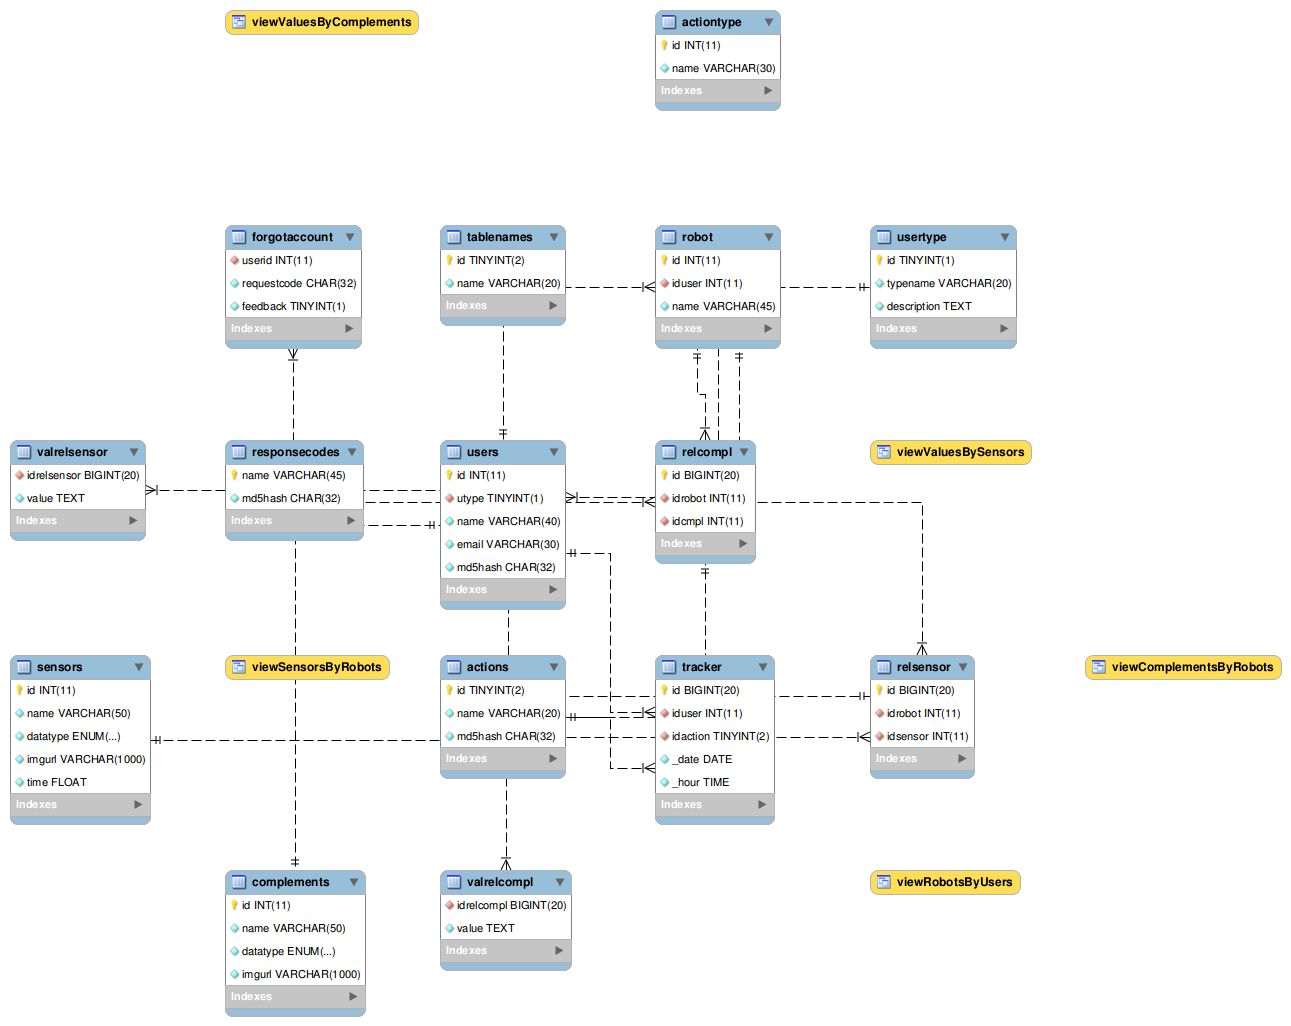 viewValuesByComplements
actiontype
id INT(11)
name VARCHAR(30)
Indexes
forgotaccount
userid INT(11)
requestcode CHAR(32)
feedback TINYINT(1)
Indexes
tablenames
id TINYINT(2)
name VARCHAR(20)
Indexes
robot
id INT(11)
iduser INT(11)
name VARCHAR(45)
Indexes
usertype
id TINYINT(1)
typename VARCHAR(20)
description TEXT
Indexes
valrelsensor
idrelsensor BIGINT(20)
value TEXT
Indexes
responsecodes
name VARCHAR(45)
md5hash CHAR(32)
Indexes
users
id INT(11)
utype TINYINT(1)
name VARCHAR(40)
email VARCHAR(30)
md5hash CHAR(32)
Indexes
relcompl
id BIGINT(20)
idrobot INT(11)
idcmpl INT(11)
Indexes
viewValuesBySensors
sensors
id INT(11)
name VARCHAR(50)
datatype ENUM(...)
imgurl VARCHAR(1000)
time FLOAT
Indexes
viewSensorsByRobots
actions
id TINYINT(2)
name VARCHAR(20)
md5hash CHAR(32)
Indexes
tracker
id BIGINT(20)
iduser INT(11)
idaction TINYINT(2)
_date DATE
_hour TIME
Indexes
relsensor
id BIGINT(20)
idrobot INT(11)
idsensor INT(11)
Indexes
viewComplementsByRobots
complements
id INT(11)
name VARCHAR(50)
datatype ENUM(...)
imgurl VARCHAR(1000)
Indexes
valrelcompl
idrelcompl BIGINT(20)
value TEXT
Indexes
viewRobotsByUsers